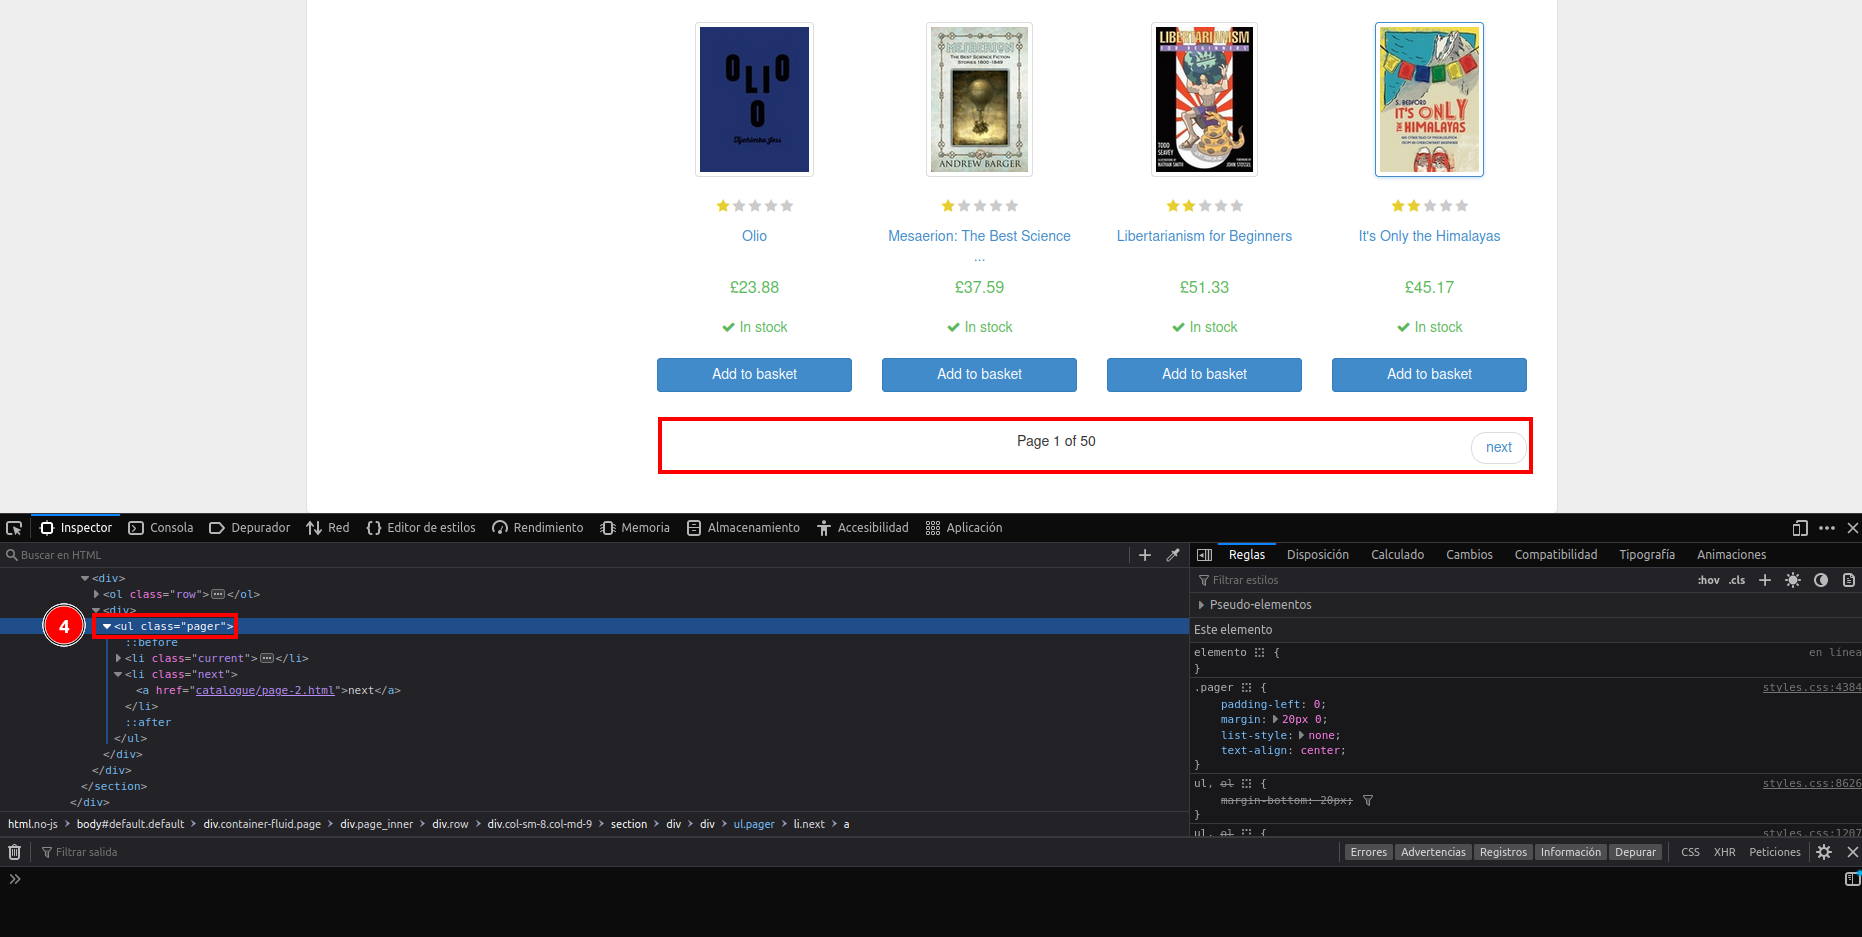 OLIO
Tyehimba Jess
MESAERION
THE BEST SCIENCE FICTION
STORIES 1800-1849
ANDREW BARGER
LIBERTARIANISM
FOR BEGINNERS
TODD
SEAVEY
S. BEDFORD
IT'S ONLY
THE HIMALAYAS
Olio
Mesaerion: The Best Science
...
Libertarianism for Beginners
It's Only the Himalayas
£23.88
£37.59
£51.33
£45.17
In stock
In stock
In stock
In stock
Add to basket
Add to basket
Add to basket
Add to basket
Page 1 of 50
next
Inspector Consola Depurador Red Editor de estilos Rendimiento Memoria Almacenamiento Accesibilidad Aplicación
Buscar en HTML
<div>
<ol class="row"></ol>
<div>
4
<ul class="pager">
::before
<li class="current"></li>
<li class="next">
<a href="catalogue/page-2.html">next</a>
</li>
::after
</ul>
</div>
</div>
</section>
</div>
html.no-js > body#default.default > div.container-fluid.page > div.page_inner > div.row > div.col-sm-8.col-md-9 > section > div > div > ul.pager > li.next > a
Reglas Disposición Calculado Cambios Compatibilidad Tipografía Animaciones
Filtrar estilos
:hov .cls
Pseudo-elementos
Este elemento
elemento {
en línea
}
.pager {
styles.css:4384
padding-left: 0;
margin: 20px 0;
list-style: none;
text-align: center;
}
ul, ol {
styles.css:8626
margin-bottom: 20px;
}
ul, ol {
styles.css:1207
Filtrar salida
Errores Advertencias Registros Información Depurar CSS XHR Peticiones